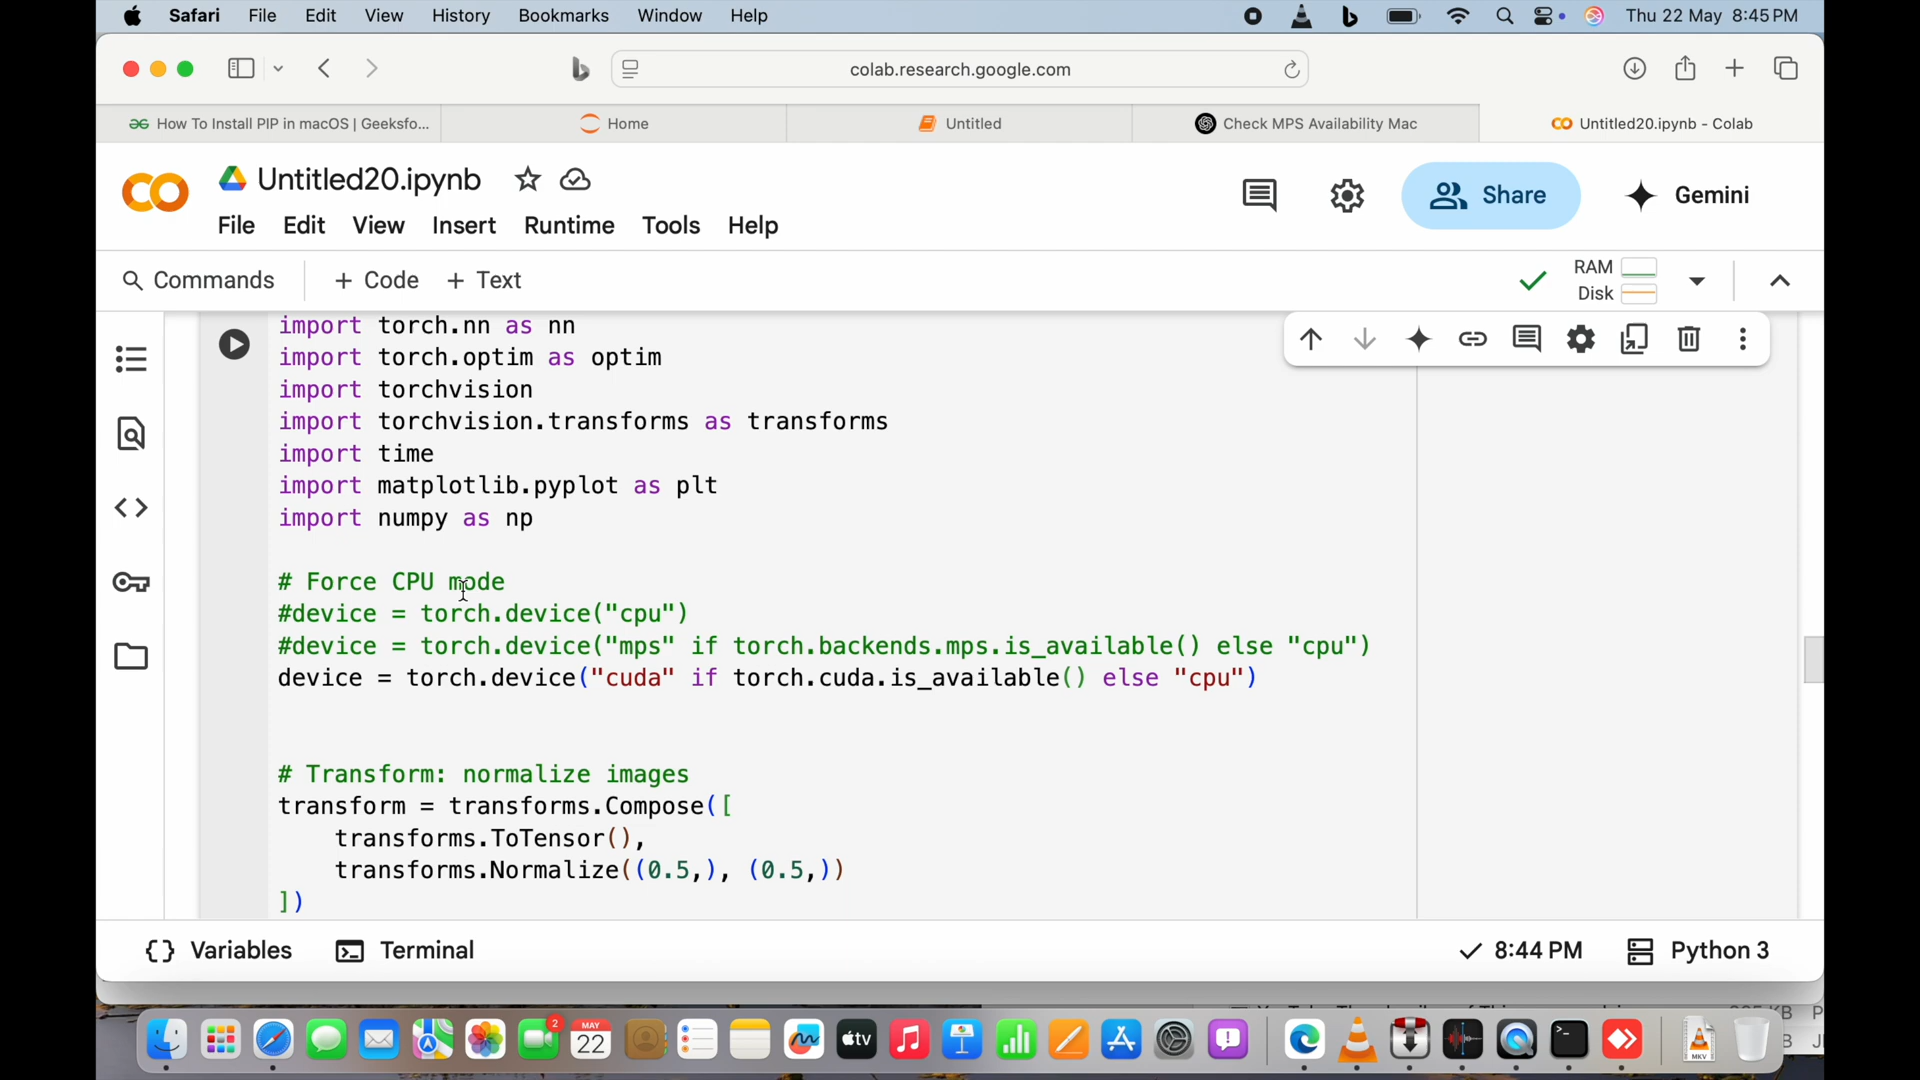 Safari File Edit View History Bookmarks Window Help Thu 22 May 8:45 PM
colab.research.google.com
How To Install PIP in macOS | Geeksfo... Home Untitled Check MPS Availability Mac Untitled20.ipynb - Colab
Untitled20.ipynb
Share Gemini
File Edit View Insert Runtime Tools Help
Commands + Code + Text RAM
Disk
import torch.nn as nn
import torch.optim as optim
import torchvision
import torchvision.transforms as transforms
import time
import matplotlib.pyplot as plt
import numpy as np
# Force CPU mode
#device = torch.device("cpu")
#device = torch.device("mps" if torch.backends.mps.is_available() else "cpu")
device = torch.device("cuda" if torch.cuda.is_available() else "cpu")
# Transform: normalize images
transform = transforms.Compose([
transforms.ToTensor(),
transforms.Normalize((0.5,), (0.5,))
])
{} Variables Terminal 8:44 PM Python 3
2
MAY
22
tv
MKV